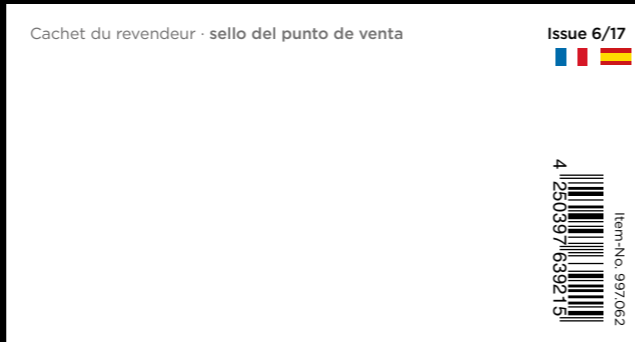 Cachet du revendeur · sello del punto de venta
Issue 6/17
4 250397 639215
Item-No. 997.062